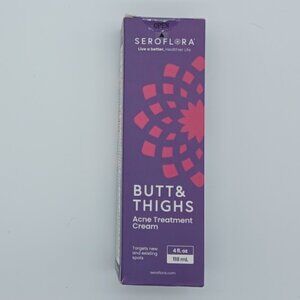 OPEN
SEROFLORA
Live a better, Healthier Life
BUTT&
THIGHS
Acne Treatment
Cream
Targets new
and existing
spots
4 fl. oz
118 mL
seroflora.com